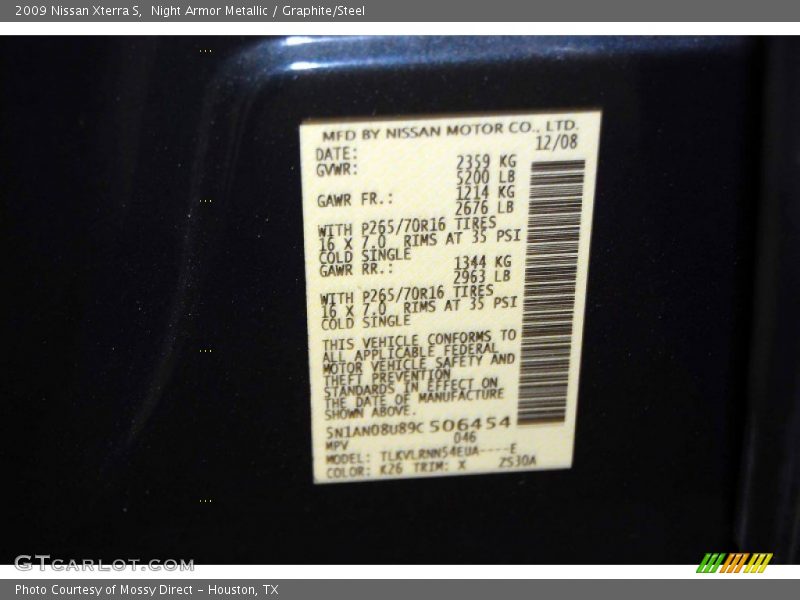 2009 Nissan Xterra S,  Night Armor Metallic / Graphite/Steel
MFD BY NISSAN MOTOR CO., LTD.
DATE: 12/08
GVWR: 2359 KG
5200 LB
GAWR FR.: 1214 KG
2676 LB
WITH P265/70R16 TIRES
16 X 7.0 RIMS AT 35 PSI
COLD SINGLE
GAWR RR.: 1344 KG
2963 LB
WITH P265/70R16 TIRES
16 X 7.0 RIMS AT 35 PSI
COLD SINGLE
THIS VEHICLE CONFORMS TO
ALL APPLICABLE FEDERAL
MOTOR VEHICLE SAFETY AND
THEFT PREVENTION
STANDARDS IN EFFECT ON
THE DATE OF MANUFACTURE
SHOWN ABOVE.
5N1AN08U89C506454
MPV 046
MODEL: TLKVLRNN54EUA----E
COLOR: K26 TRIM: X ZS30A
GTCARLOT.COM
Photo Courtesy of Mossy Direct - Houston, TX